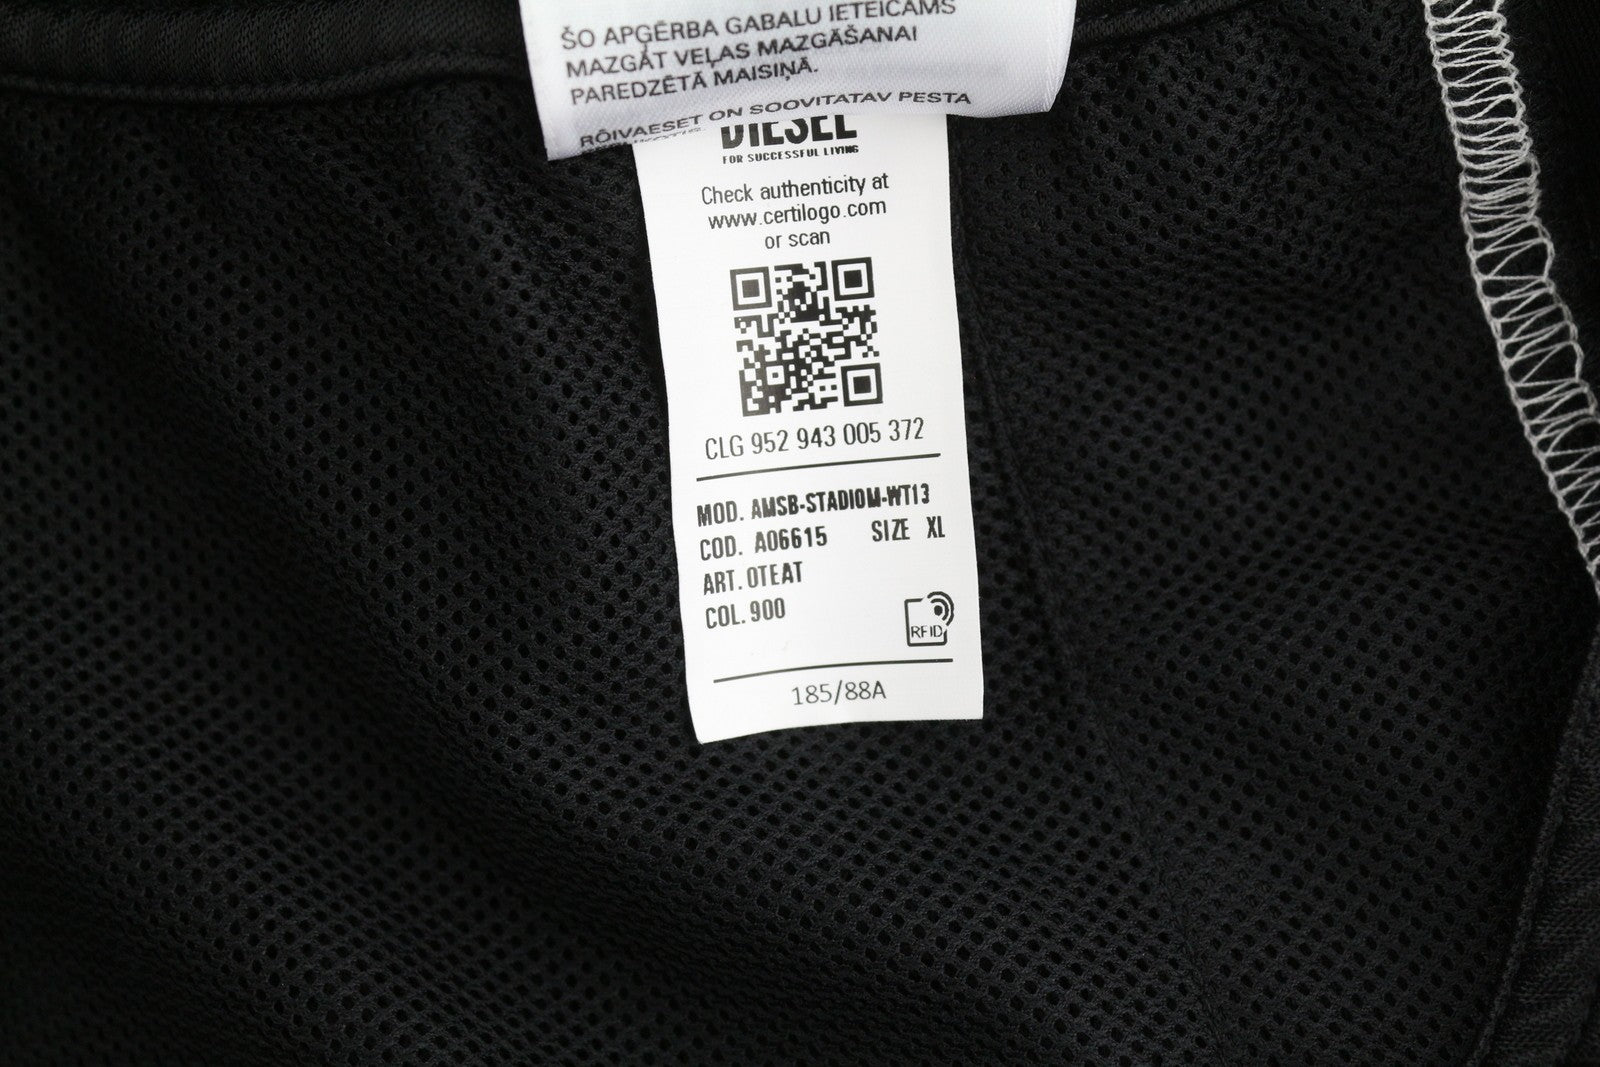 ŠO APĢĒRBA GABALU IETEICAMS
MAZGĀT VEĻAS MAZGĀŠANAI
PAREDZĒTĀ MAISIŅĀ.
RÕIVAESET ON SOOVITATAV PESTA
DIESEL
FOR SUCCESSFUL LIVING
Check authenticity at
www.certilogo.com
or scan
CLG 952 943 005 372
MOD. AMSB-STADIOM-WT13
COD. A06615 SIZE XL
ART. OTEAT
COL. 900
RFID
185/88A